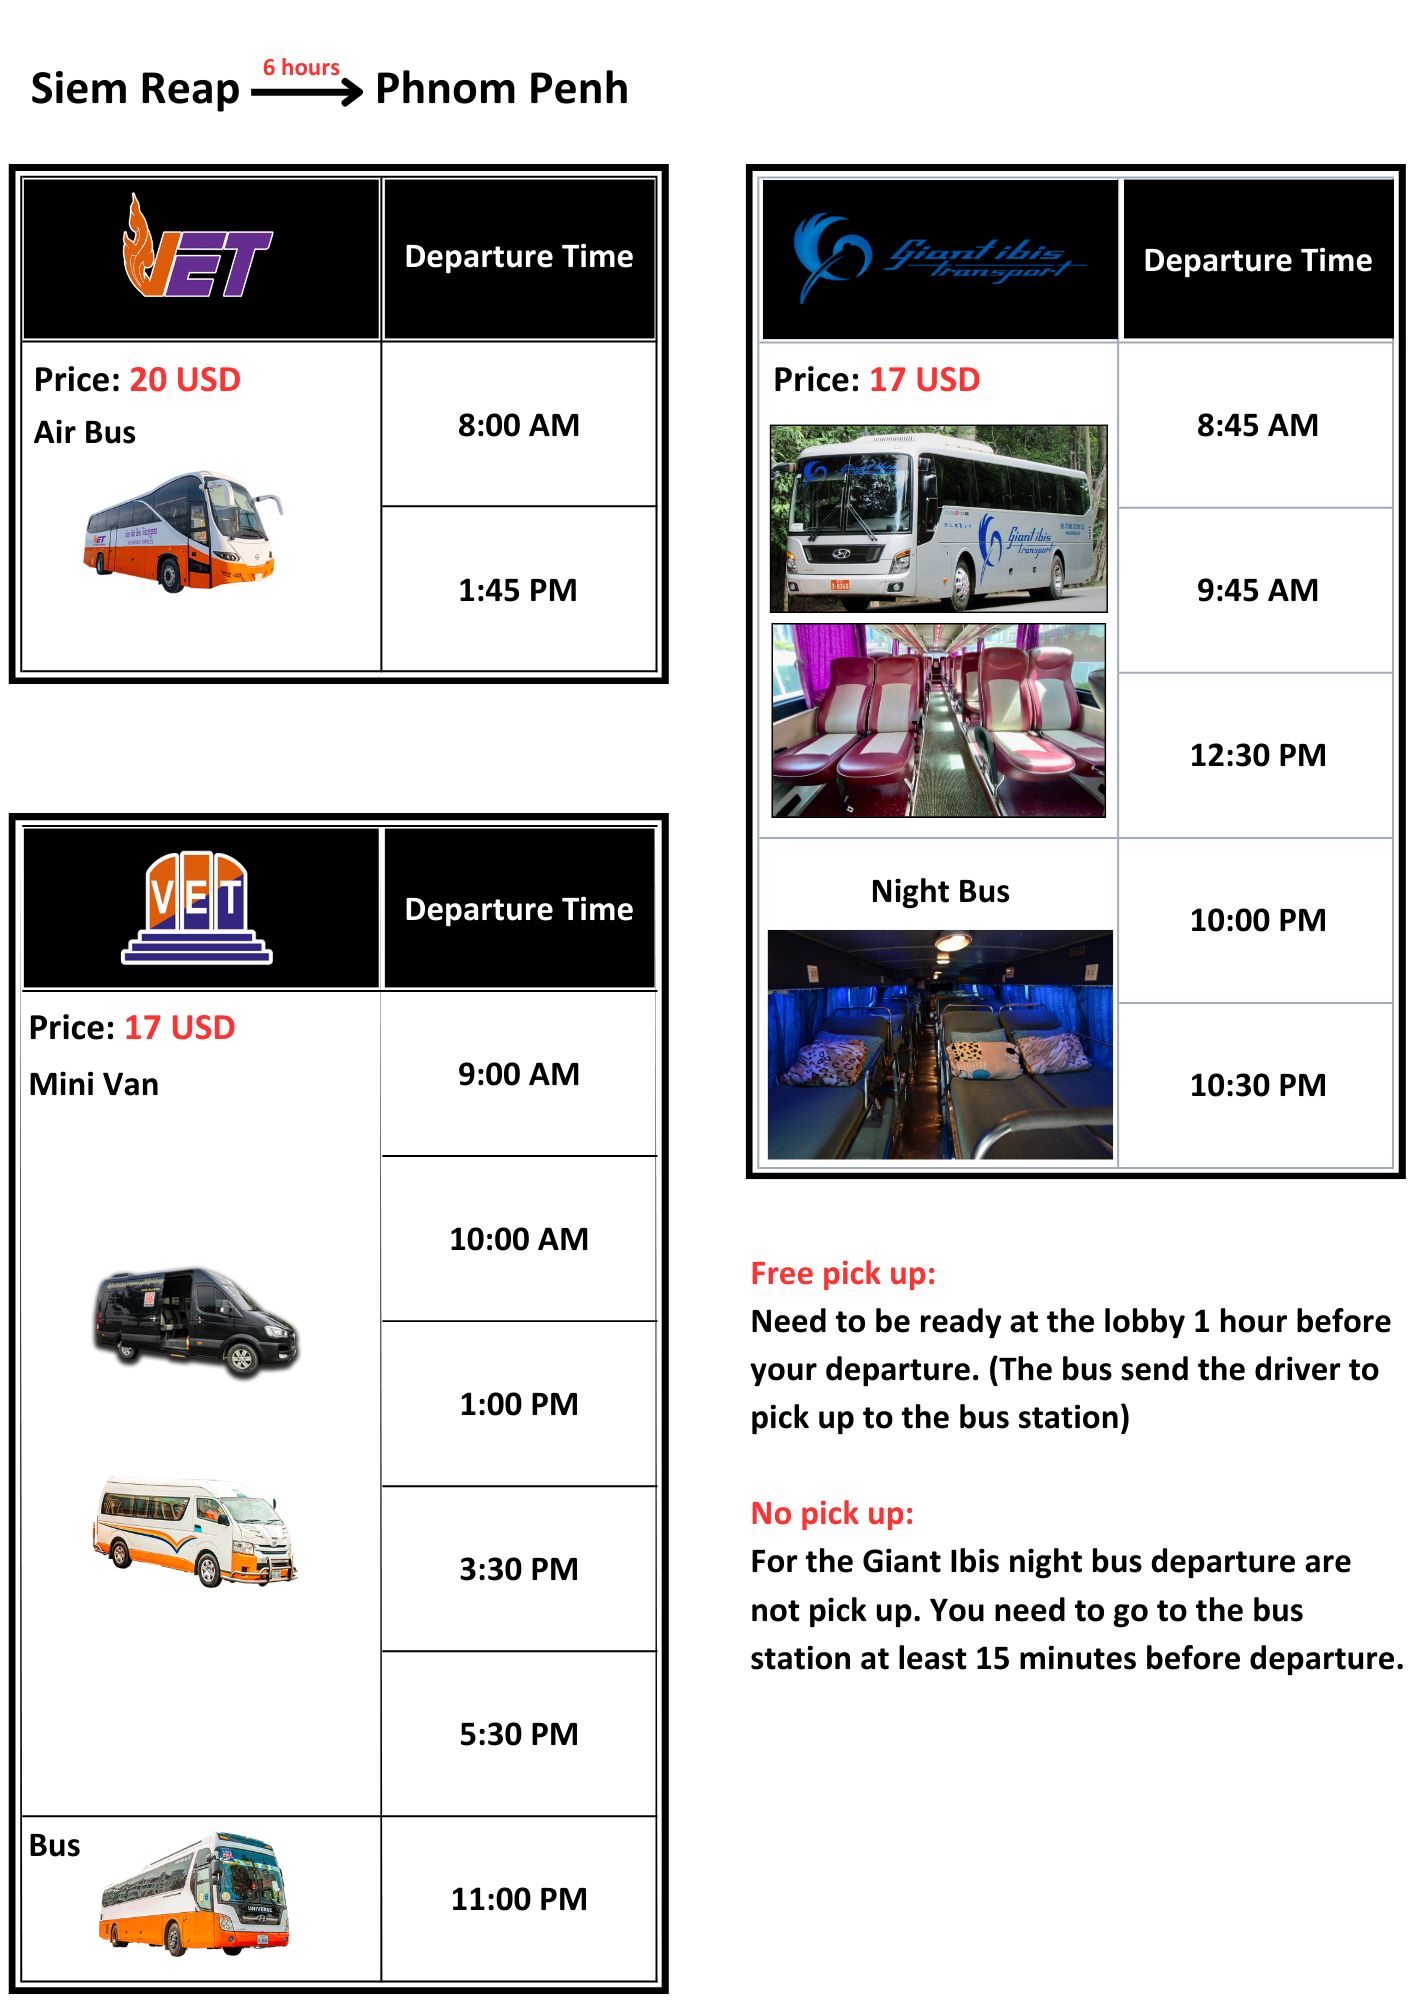 6 hours
Siem Reap Phnom Penh
VET
Departure Time
Price: 20 USD
Air Bus
8:00 AM
1:45 PM
VET
Departure Time
Price: 17 USD
Mini Van
9:00 AM
10:00 AM
1:00 PM
3:30 PM
5:30 PM
Bus
UNIVERSE
11:00 PM
Giant ibis
transport
Departure Time
Price: 17 USD
Giant ibis
transport
8:45 AM
9:45 AM
12:30 PM
Night Bus
10:00 PM
10:30 PM
Free pick up:
Need to be ready at the lobby 1 hour before
your departure. (The bus send the driver to
pick up to the bus station)
No pick up:
For the Giant Ibis night bus departure are
not pick up. You need to go to the bus
station at least 15 minutes before departure.